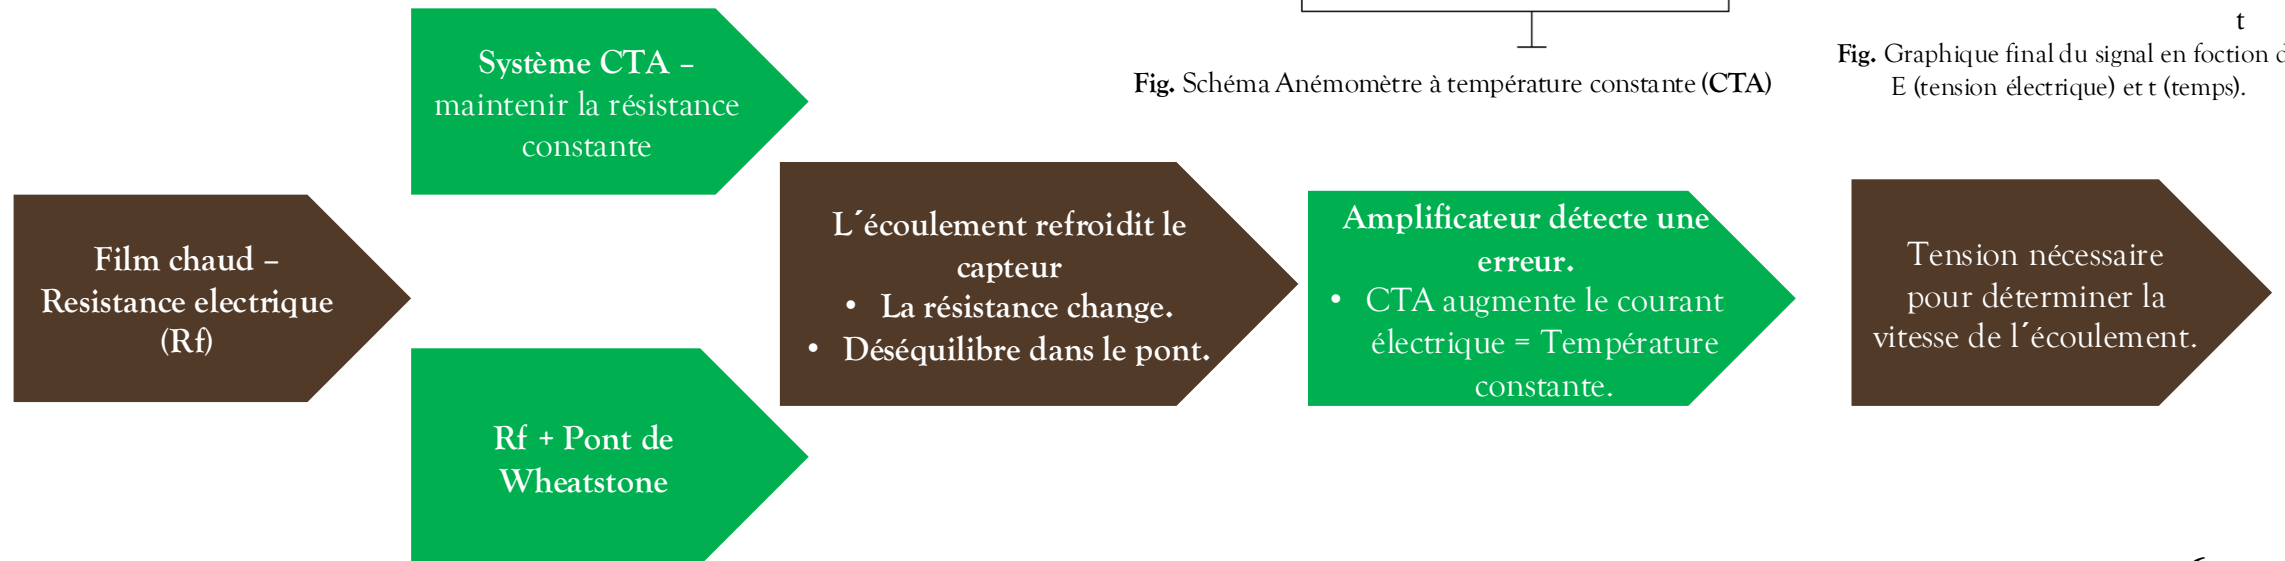 t
Fig. Schéma Anémomètre à température constante (CTA)
Fig. Graphique final du signal en foction d
E (tension électrique) et t (temps).
Système CTA –
maintenir la résistance
constante
Film chaud –
Resistance electrique
(Rf)
Rf + Pont de
Wheatstone
L´écoulement refroidit le
capteur
• La résistance change.
• Déséquilibre dans le pont.
Amplificateur détecte une
erreur.
• CTA augmente le courant
électrique = Température
constante.
Tension nécessaire
pour déterminer la
vitesse de l´écoulement.